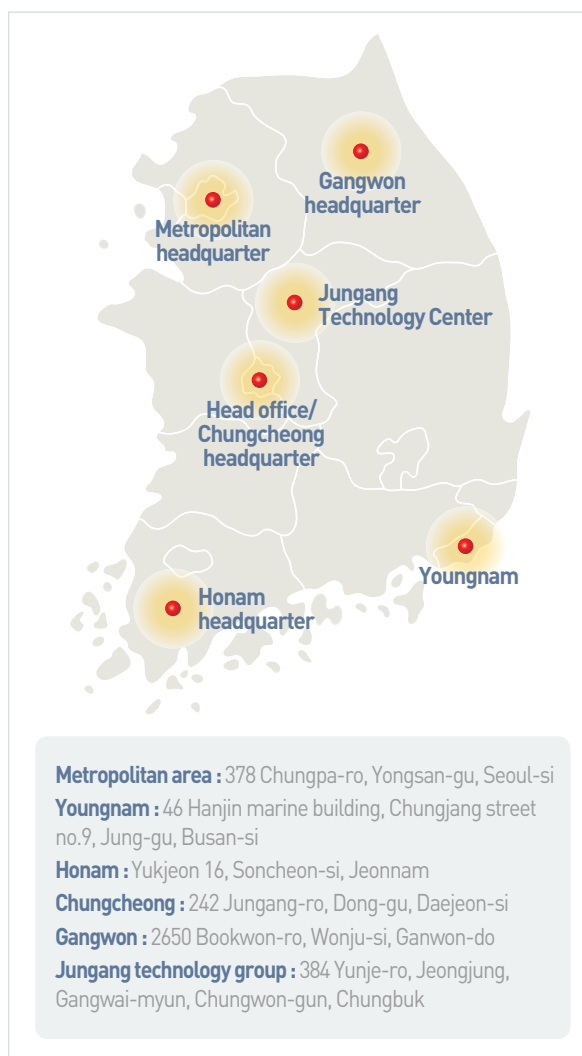 Gangwon
headquarter
Metropolitan
headquarter
Jungang
Technology Center
Head office/
Chungcheong
headquarter
Youngnam
Honam
headquarter
Metropolitan area : 378 Chungpa-ro, Yongsan-gu, Seoul-si
Youngnam : 46 Hanjin marine building, Chungjang street
no.9, Jung-gu, Busan-si
Honam : Yukjeon 16, Soncheon-si, Jeonnam
Chungcheong : 242 Jungang-ro, Dong-gu, Daejeon-si
Gangwon : 2650 Bookwon-ro, Wonju-si, Ganwon-do
Jungang technology group : 384 Yunje-ro, Jeongjung,
Gangwai-myun, Chungwon-gun, Chungbuk